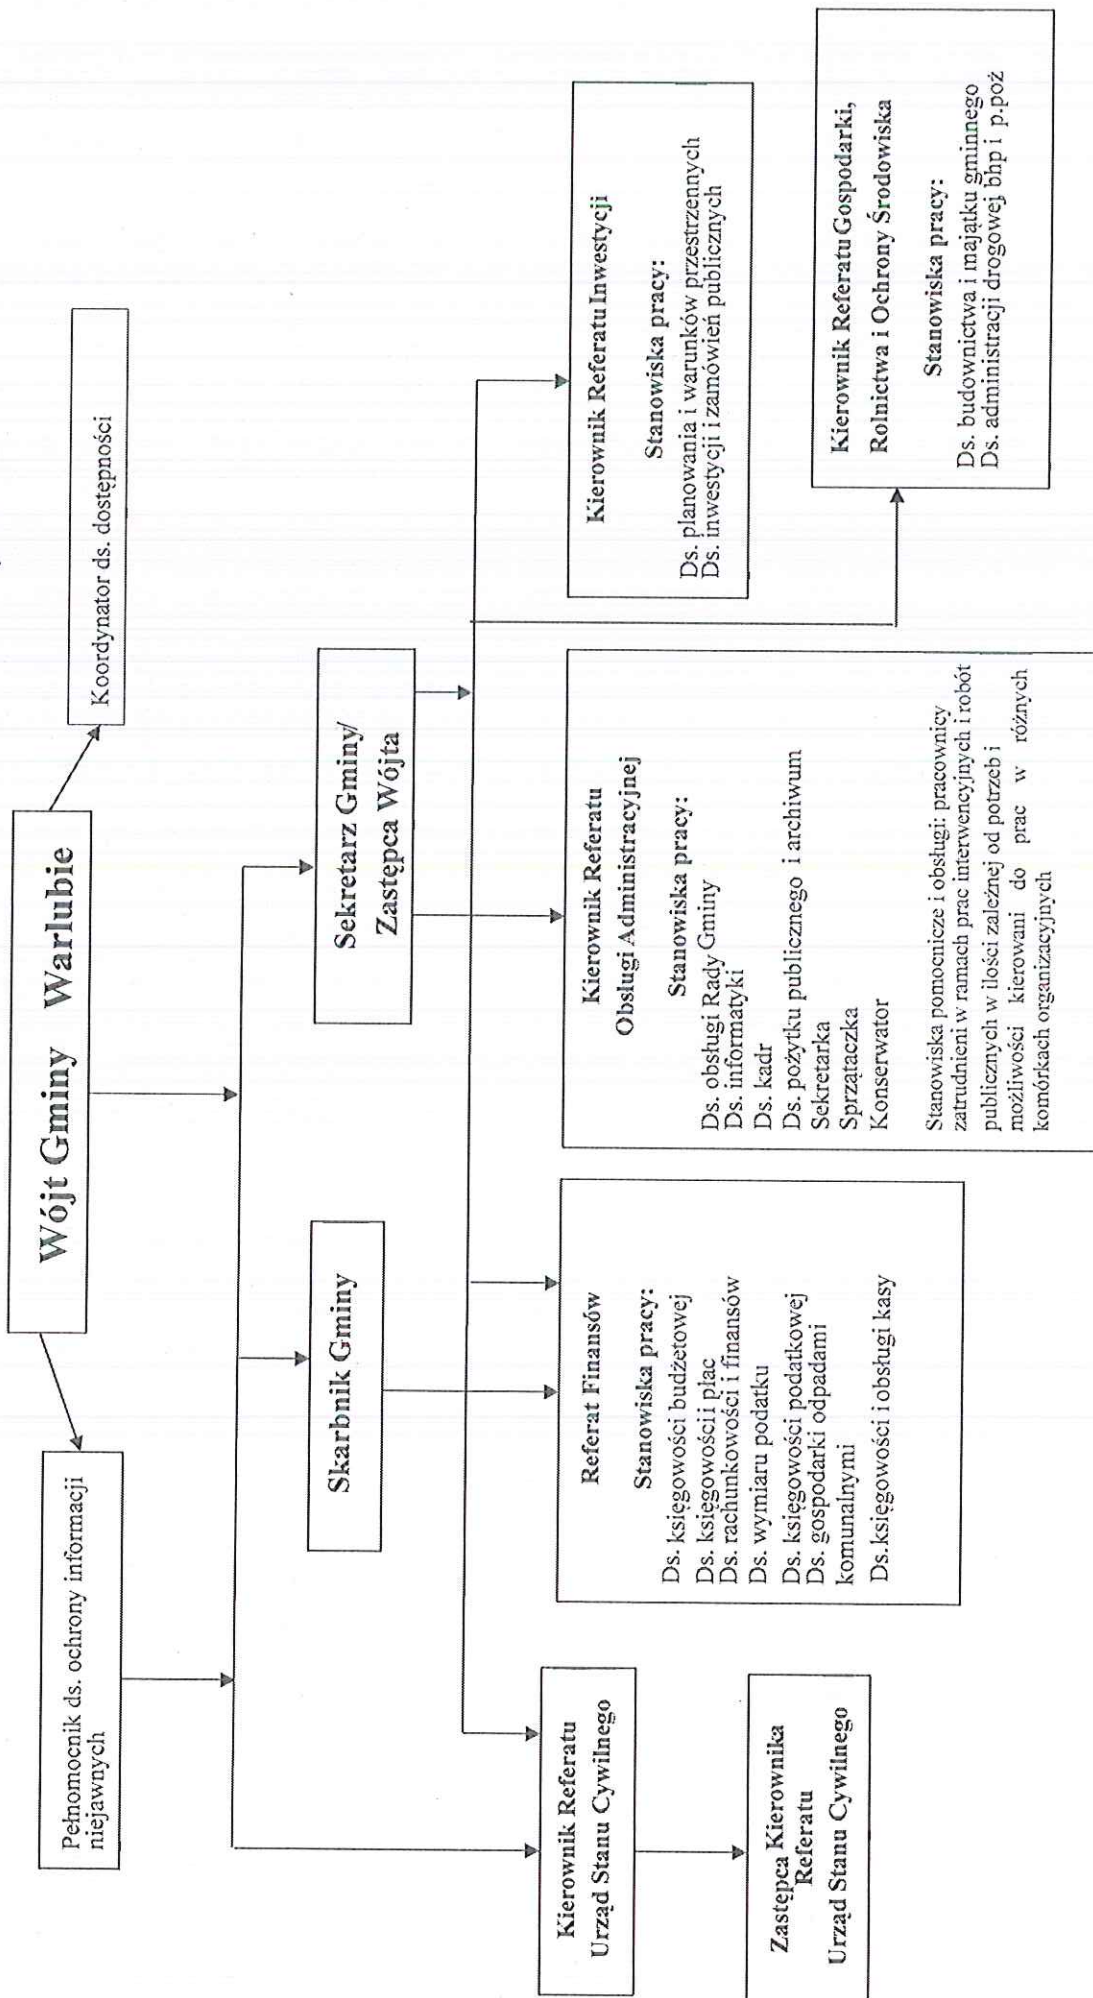 Wójt Gminy Warlubie
Pełnomocnik ds. ochrony informacji
niejawnych
Koordynator ds. dostępności
Skarbnik Gminy
Sekretarz Gminy/
Zastępca Wójta
Kierownik Referatu
Urząd Stanu Cywilnego
Zastępca Kierownika
Referatu
Urząd Stanu Cywilnego
Referat Finansów
Stanowiska pracy:
Ds. księgowości budżetowej
Ds. księgowości i płac
Ds. rachunkowości i finansów
Ds. wymiaru podatku
Ds. księgowości podatkowej
Ds. gospodarki odpadami
komunalnymi
Ds.księgowości i obsługi kasy
Kierownik Referatu
Obsługi Administracyjnej
Stanowiska pracy:
Ds. obsługi Rady Gminy
Ds. informatyki
Ds. kadr
Ds. pożytku publicznego i archiwum
Sekretarka
Sprzątaczka
Konserwator
Stanowiska pomocnicze i obsługi: pracownicy
zatrudnieni w ramach prac interwencyjnych i robót
publicznych w ilości zależnej od potrzeb i
możliwości kierowani do prac w różnych
komórkach organizacyjnych
Kierownik Referatu Inwestycji
Stanowiska pracy:
Ds. planowania i warunków przestrzennych
Ds. inwestycji i zamówień publicznych
Kierownik Referatu Gospodarki,
Rolnictwa i Ochrony Środowiska
Stanowiska pracy:
Ds. budownictwa i majątku gminnego
Ds. administracji drogowej bhp i p.poż